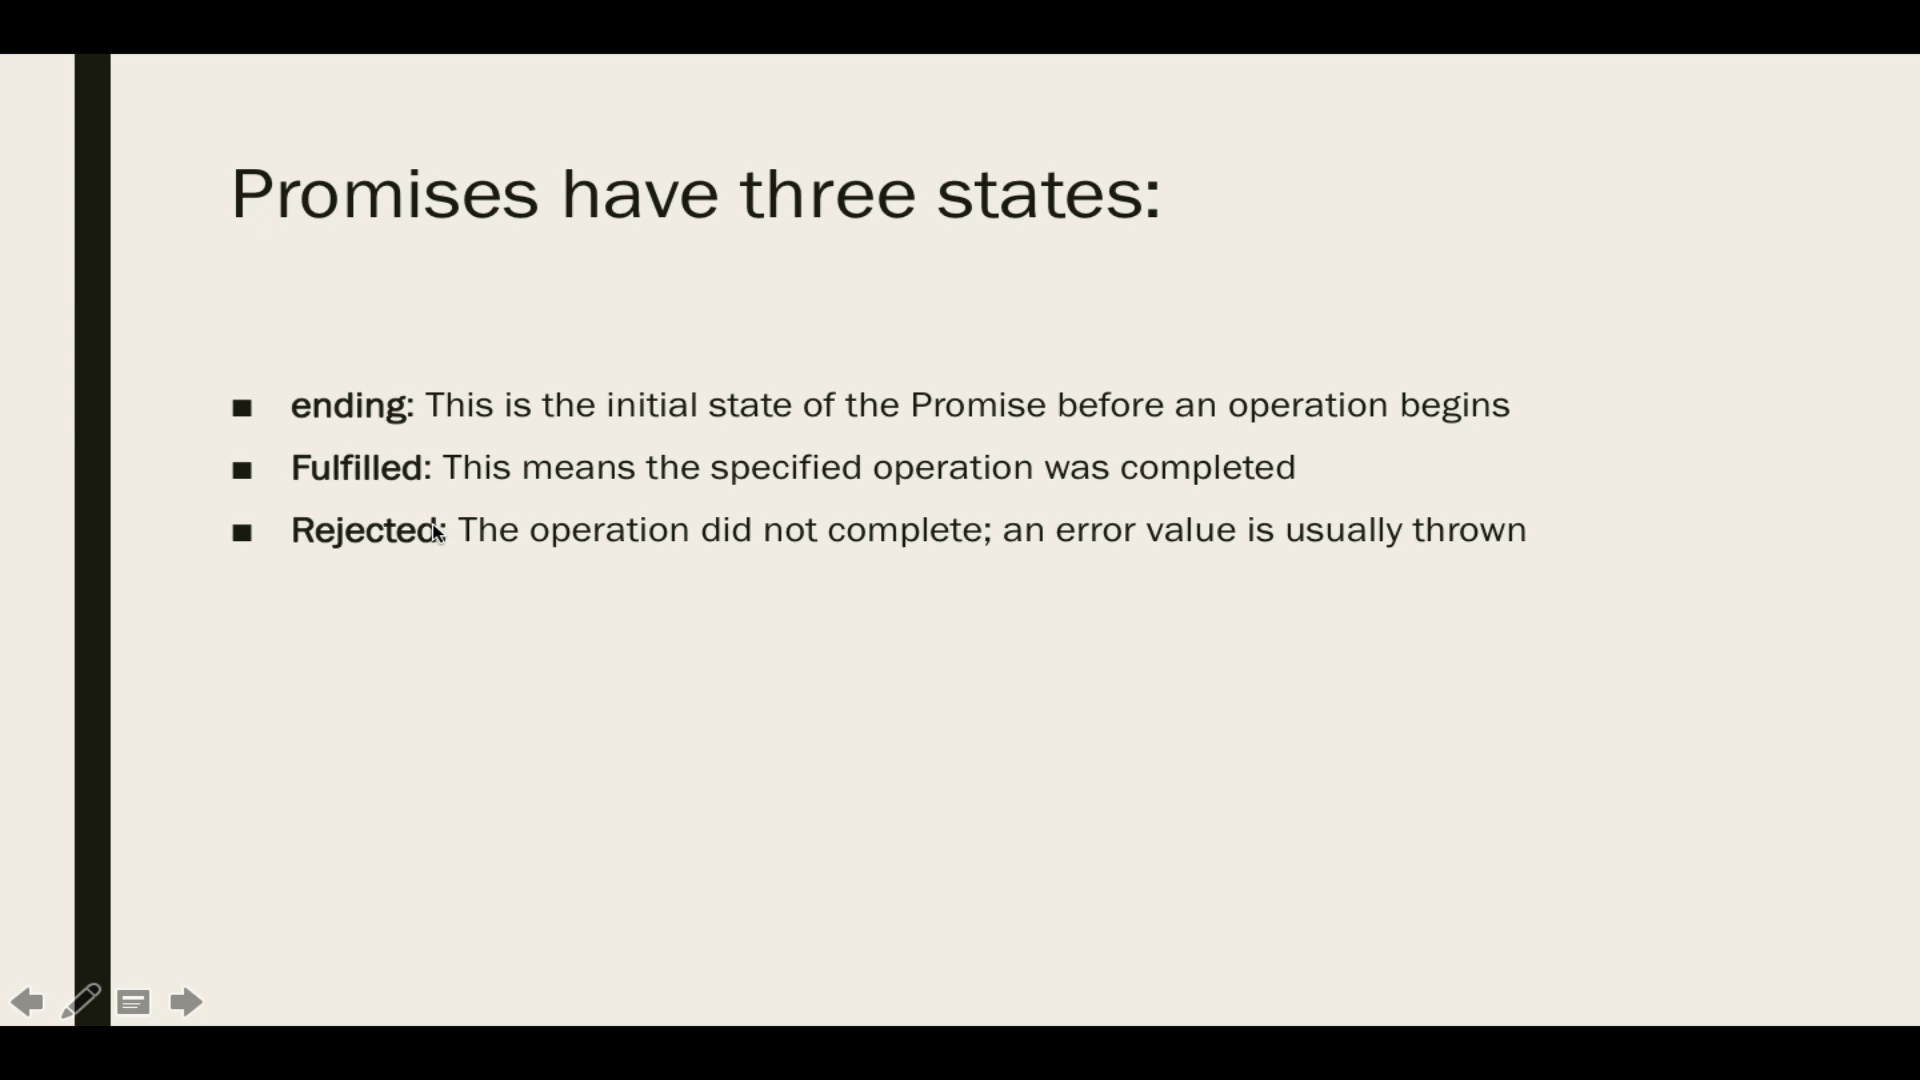 Promises have three states:
■ ending: This is the initial state of the Promise before an operation begins
■ Fulfilled: This means the specified operation was completed
■ Rejected: The operation did not complete; an error value is usually thrown